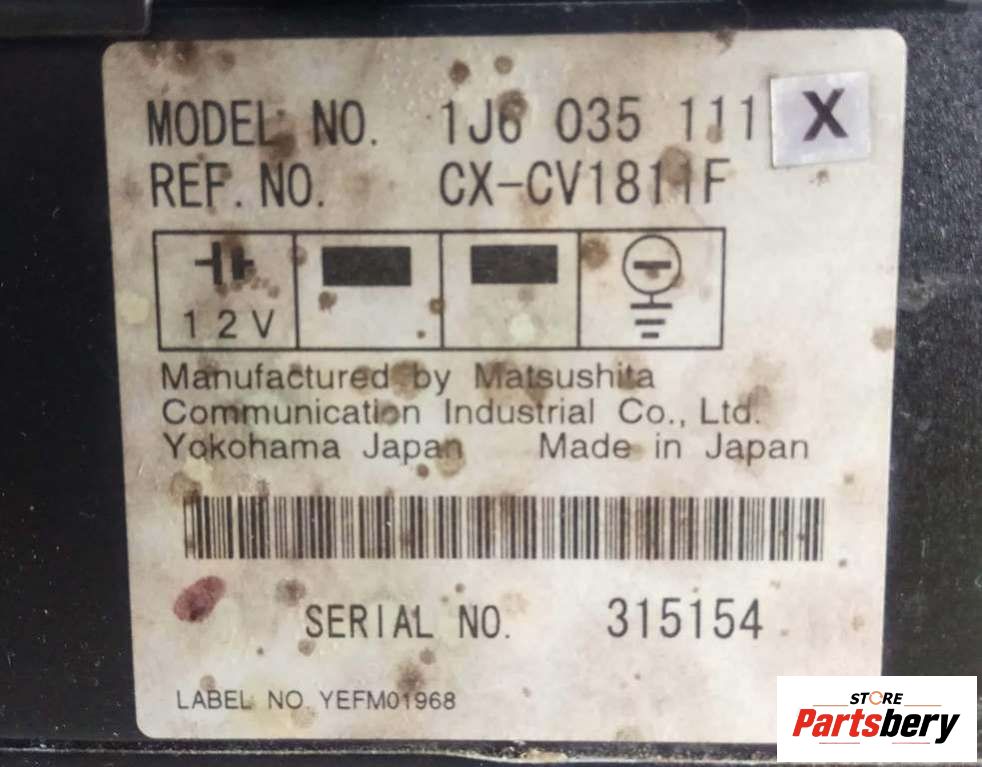 MODEL NO. 1J6 035 111 X
REF. NO. CX-CV1811F
12V
Manufactured by Matsushita
Communication Industrial Co., Ltd.
Yokohama Japan Made in Japan
SERIAL NO. 315154
LABEL NO. YEFM01968
STORE
Partsbery